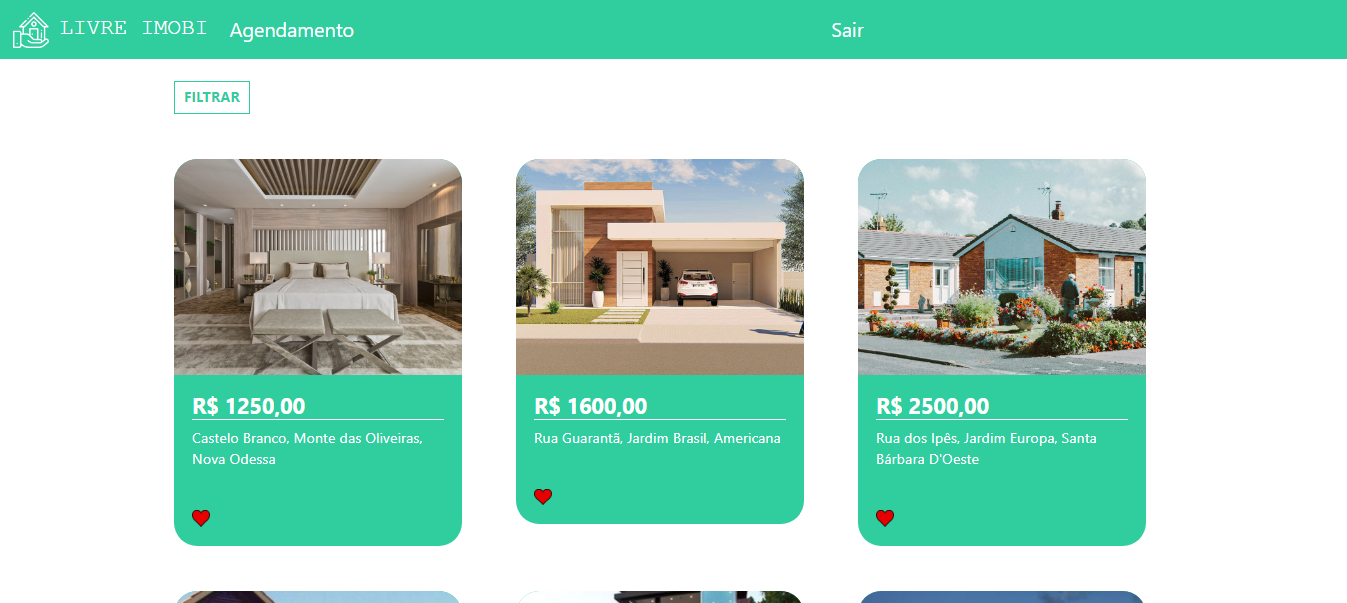 LIVRE IMOBI Agendamento Sair
FILTRAR
R$ 1250,00
Castelo Branco, Monte das Oliveiras,
Nova Odessa
R$ 1600,00
Rua Guarantã, Jardim Brasil, Americana
R$ 2500,00
Rua dos Ipês, Jardim Europa, Santa
Bárbara D'Oeste